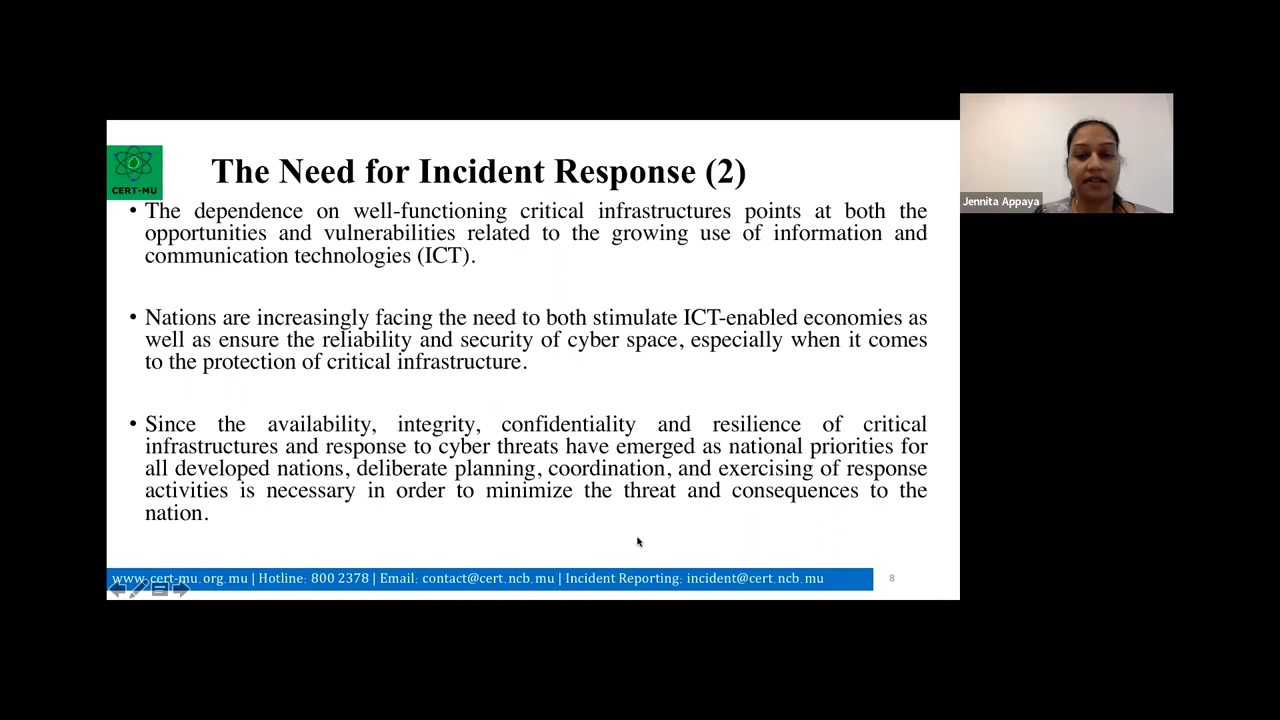 The Need for Incident Response (2)
CERT-MU
• The dependence on well-functioning critical infrastructures points at both the
opportunities and vulnerabilities related to the growing use of information and
communication technologies (ICT).
• Nations are increasingly facing the need to both stimulate ICT-enabled economies as
well as ensure the reliability and security of cyber space, especially when it comes
to the protection of critical infrastructure.
• Since the availability, integrity, confidentiality and resilience of critical
infrastructures and response to cyber threats have emerged as national priorities for
all developed nations, deliberate planning, coordination, and exercising of response
activities is necessary in order to minimize the threat and consequences to the
nation.
www.cert-mu.org.mu | Hotline: 800 2378 | Email: contact@cert.ncb.mu | Incident Reporting: incident@cert.ncb.mu
8
Jennita Appaya